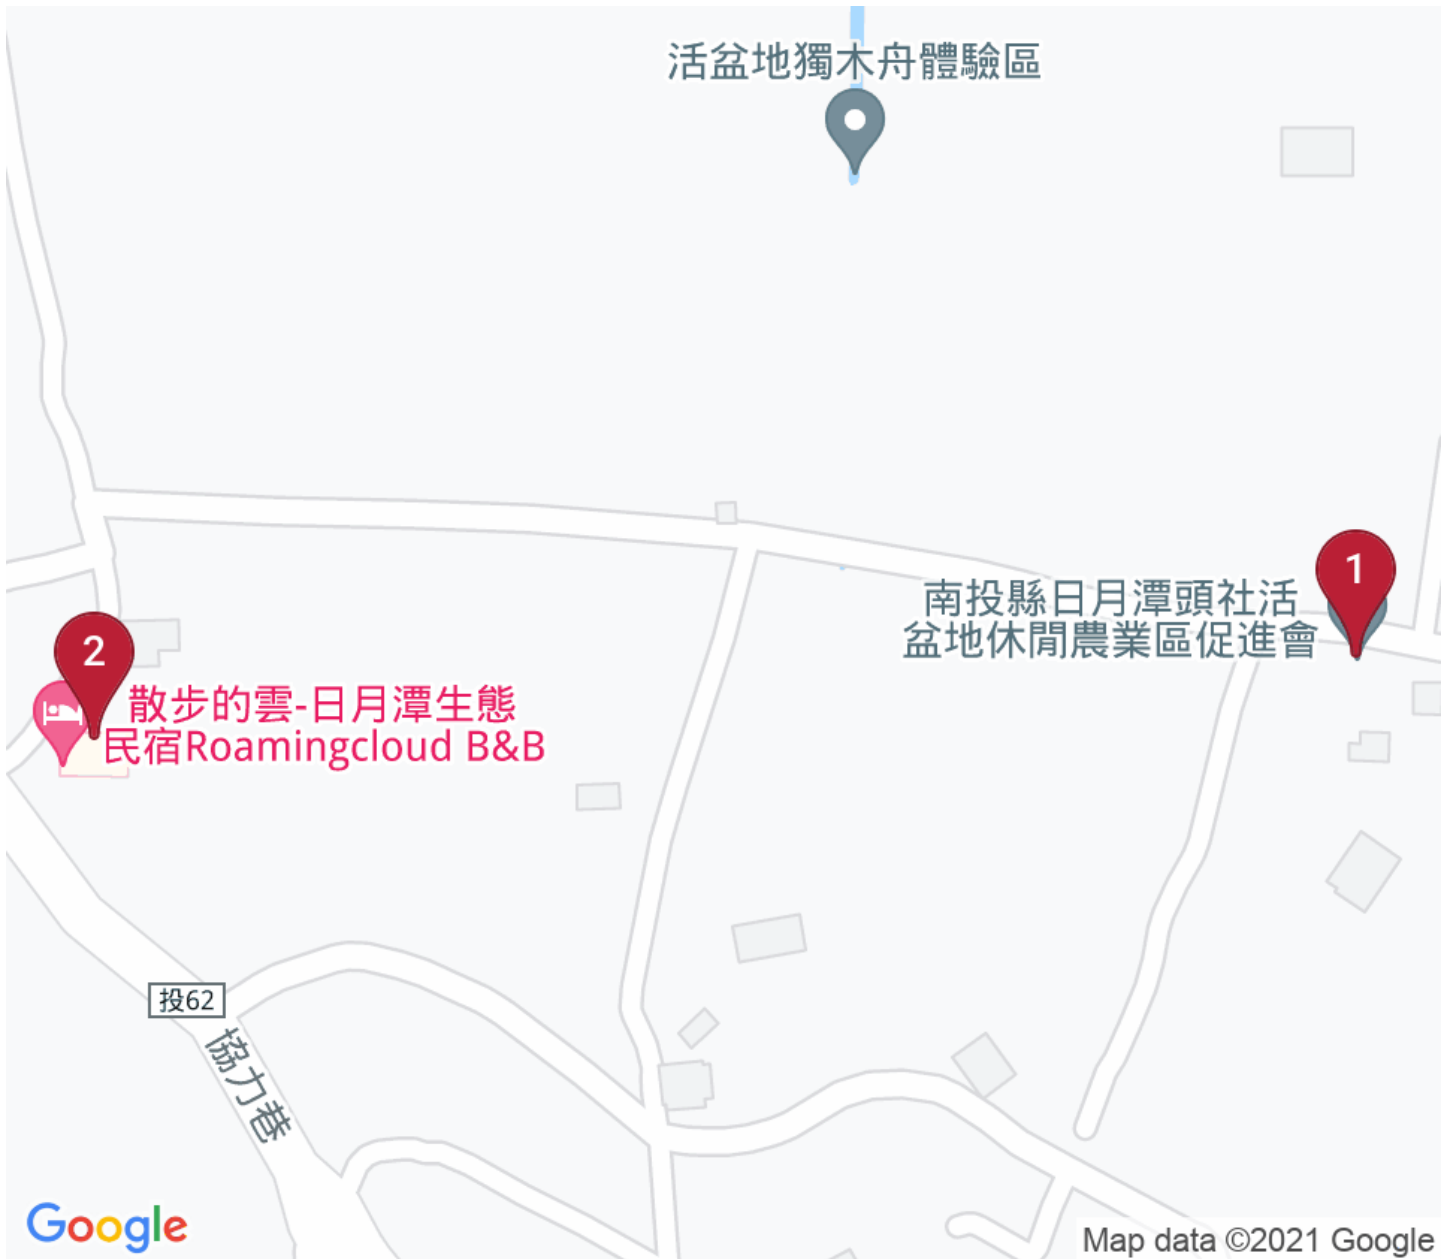 活盆地獨木舟體驗區
1
南投縣日月潭頭社活
盆地休閒農業區促進會
2
散步的雲-日月潭生態
民宿Roamingcloud B&B
投62
協力巷
Google
Map data ©2021 Google